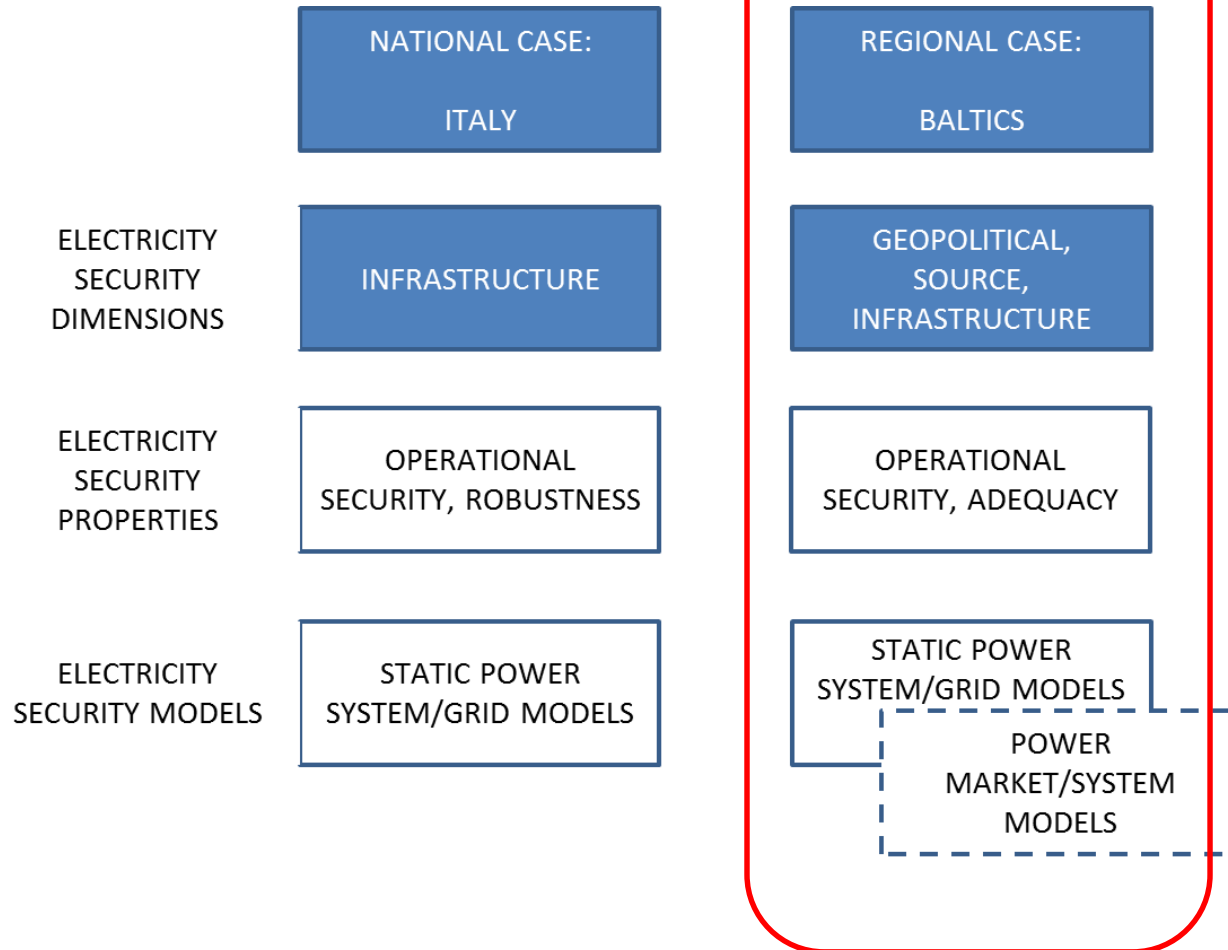 NATIONAL CASE:
ITALY
REGIONAL CASE:
BALTICS
ELECTRICITY
SECURITY
DIMENSIONS
INFRASTRUCTURE
GEOPOLITICAL,
SOURCE,
INFRASTRUCTURE
ELECTRICITY
SECURITY
PROPERTIES
OPERATIONAL
SECURITY, ROBUSTNESS
OPERATIONAL
SECURITY, ADEQUACY
ELECTRICITY
SECURITY MODELS
STATIC POWER
SYSTEM/GRID MODELS
STATIC POWER
SYSTEM/GRID MODELS
POWER
MARKET/SYSTEM
MODELS